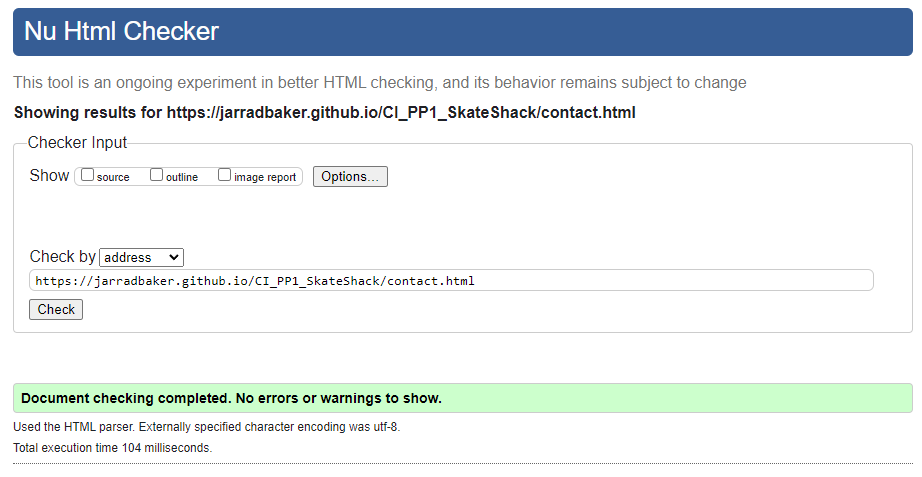 Nu Html Checker
This tool is an ongoing experiment in better HTML checking, and its behavior remains subject to change
Showing results for https://jarradbaker.github.io/CI_PP1_SkateShack/contact.html
Checker Input
Show source outline image report Options...
Check by address
https://jarradbaker.github.io/CI_PP1_SkateShack/contact.html
Check
Document checking completed. No errors or warnings to show.
Used the HTML parser. Externally specified character encoding was utf-8.
Total execution time 104 milliseconds.